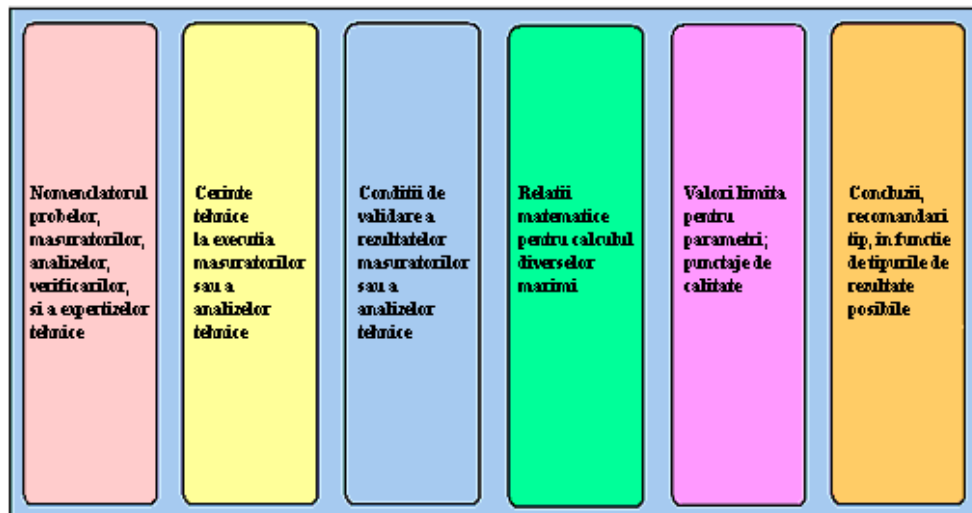 Nomenclatorul
probelor,
masuratorilor,
analizelor,
verificarilor,
si a expertizelor
tehnice
Cerinte
tehnice
la executia
masuratorilor
sau a
analizelor
tehnice
Conditii de
validare a
rezultatelor
masuratorilor
sau a
analizelor
tehnice
Relatii
matematice
pentru calculul
diverselor
marimi
Valori limita
pentru
parametri;
punctaje de
calitate
Concluzii,
recomandari
tip, in functie
de tipurile de
rezultate
posibile